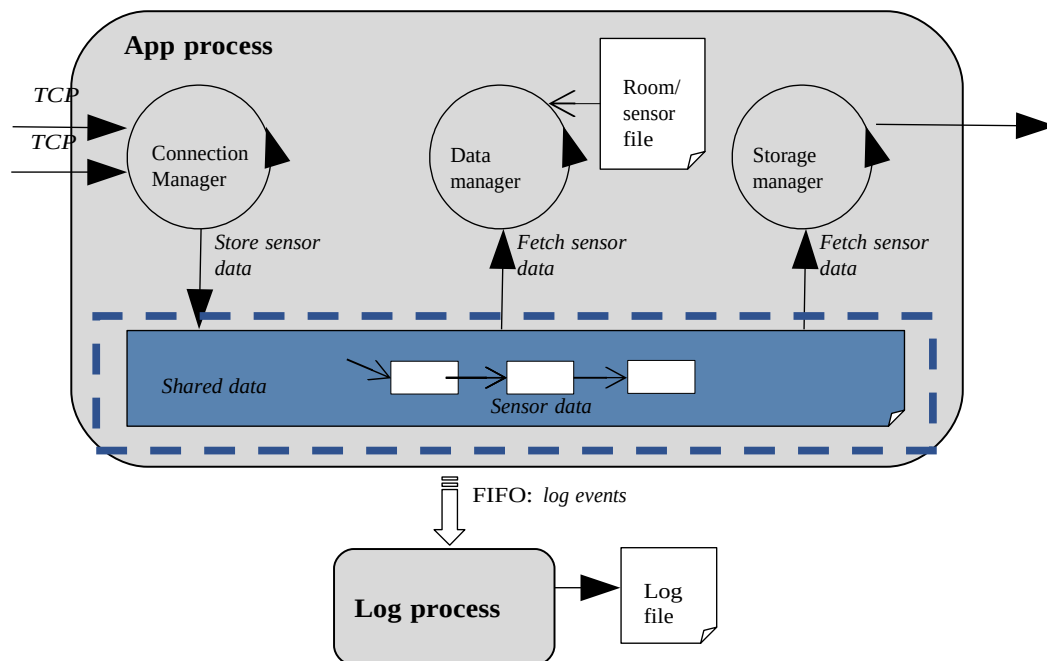 App process
TCP
TCP
Connection
Manager
Data
manager
Room/
sensor
file
Storage
manager
Store sensor
data
Fetch sensor
data
Fetch sensor
data
Shared data
Sensor data
FIFO: log events
Log process
Log
file